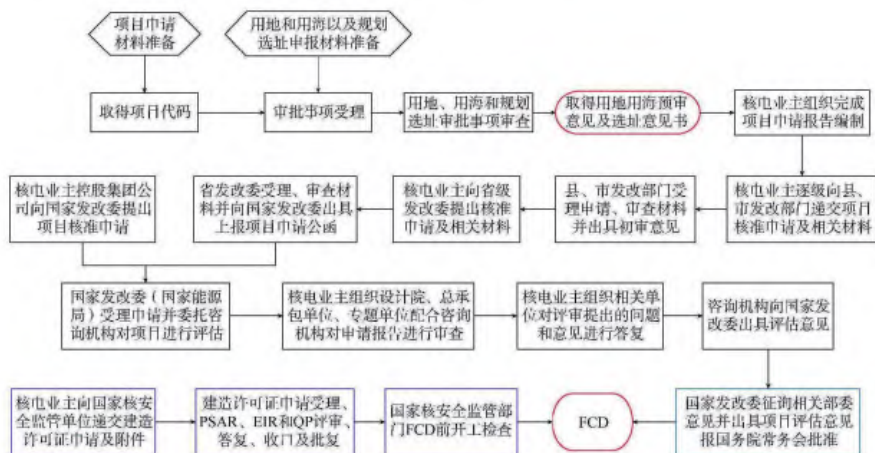 项目申请
材料准备
用地和用海以及规划
选址申报材料准备
取得项目代码
审批事项受理
用地、用海和规划
选址审批事项审查
取得用地用海预审
意见及选址意见书
核电业主组织完成
项目申请报告编制
核电业主控股集团公
司向国家发改委提出
项目核准申请
省发改委受理、审查材
料并向国家发改委出具
上报项目申请公函
核电业主向省级
发改委提出核准
申请及相关材料
县、市发改部门受
理申请、审查材料
并出具初审意见
核电业主逐级向县、
市发改部门递交项目
核准申请及相关材料
国家发改委(国家能源
局)受理申请并委托咨
询机构对项目进行评估
核电业主组织设计院、总承
包单位、专题单位配合咨询
机构对申请报告进行审查
核电业主组织相关单
位对评审提出的问题
和意见进行答复
咨询机构向国家发
改委出具评估意见
核电业主向国家核安
全监管单位递交建造
许可证申请及附件
建造许可证申请受理、
PSAR、EIR和QP评审、
答复、收口及批复
国家核安全监管部
门FCD前开工检查
FCD
国家发改委征询相关部委
意见并出具项目评估意见
报国务院常务会批准